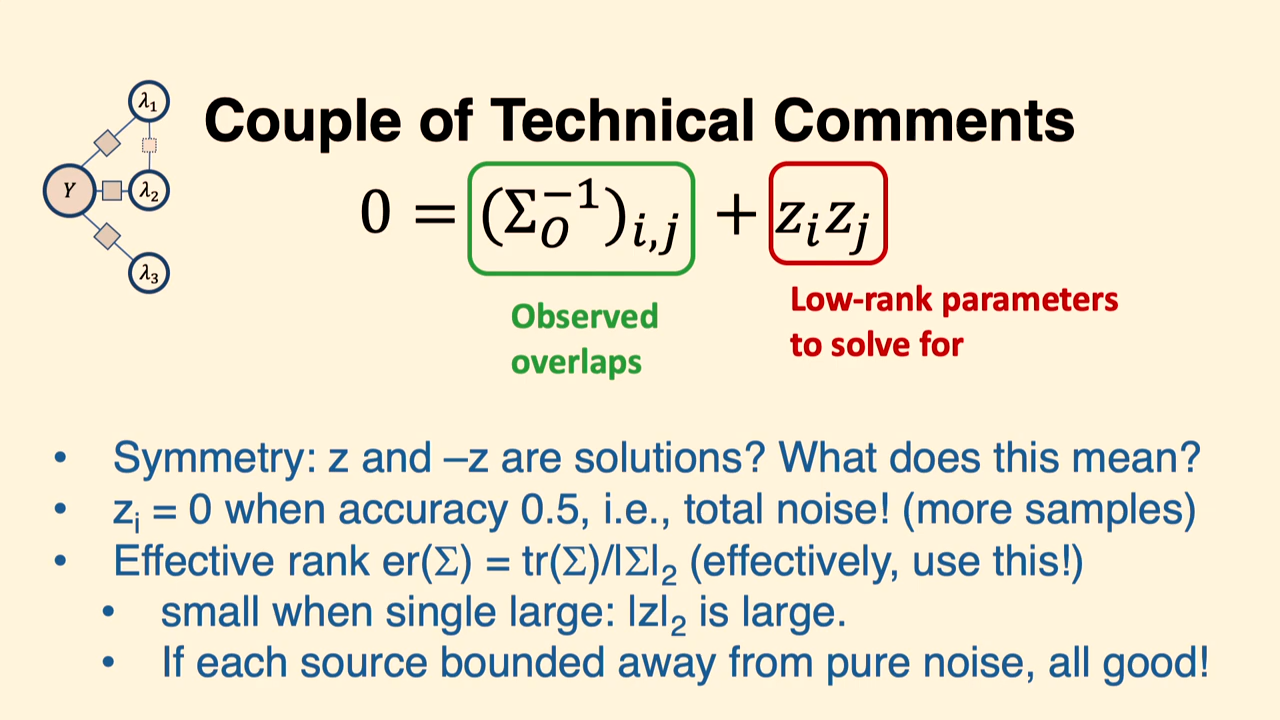 Couple of Technical Comments
λ₁
Y
λ₂
λ₃
0 = (Σ_O^{-1})_{i,j} + z_i z_j
Observed
overlaps
Low-rank parameters
to solve for
• Symmetry: z and –z are solutions? What does this mean?
• z_i = 0 when accuracy 0.5, i.e., total noise! (more samples)
• Effective rank er(Σ) = tr(Σ)/|Σ|₂ (effectively, use this!)
• small when single large: |z|₂ is large.
• If each source bounded away from pure noise, all good!